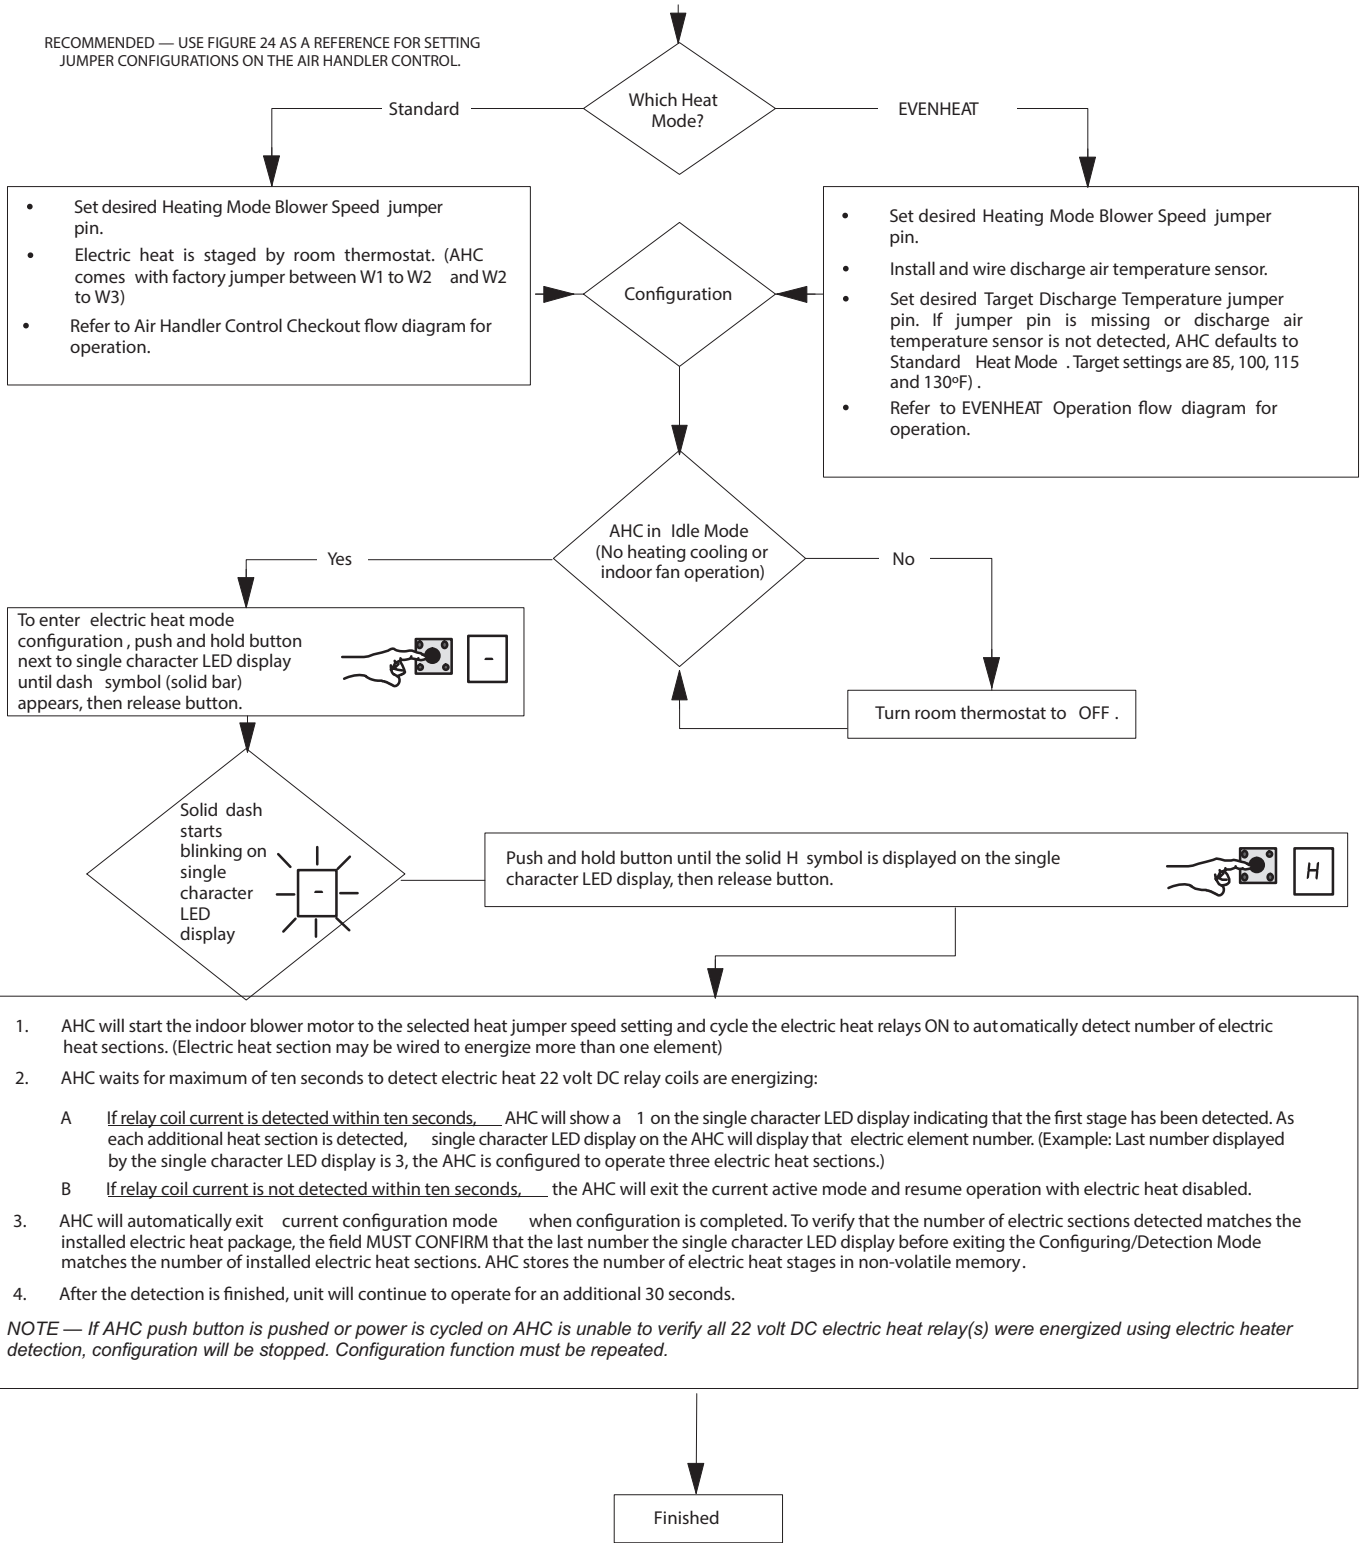 RECOMMENDED — USE FIGURE 24 AS A REFERENCE FOR SETTING
JUMPER CONFIGURATIONS ON THE AIR HANDLER CONTROL.
Which Heat
Mode?
Standard
EVENHEAT
• Set desired Heating Mode Blower Speed jumper
pin.
• Electric heat is staged by room thermostat. (AHC
comes with factory jumper between W1 to W2 and W2
to W3)
• Refer to Air Handler Control Checkout flow diagram for
operation.
Configuration
• Set desired Heating Mode Blower Speed jumper
pin.
• Install and wire discharge air temperature sensor.
• Set desired Target Discharge Temperature jumper
pin. If jumper pin is missing or discharge air
temperature sensor is not detected, AHC defaults to
Standard Heat Mode . Target settings are 85, 100, 115
and 130ºF) .
• Refer to EVENHEAT Operation flow diagram for
operation.
AHC in Idle Mode
(No heating cooling or
indoor fan operation)
Yes
No
To enter electric heat mode
configuration , push and hold button
next to single character LED display
until dash symbol (solid bar)
appears, then release button.
-
Turn room thermostat to OFF .
Solid dash
starts
blinking on
single
character
LED
display
-
Push and hold button until the solid H symbol is displayed on the single
character LED display, then release button.
H
1. AHC will start the indoor blower motor to the selected heat jumper speed setting and cycle the electric heat relays ON to automatically detect number of electric
heat sections. (Electric heat section may be wired to energize more than one element)
2. AHC waits for maximum of ten seconds to detect electric heat 22 volt DC relay coils are energizing:
A If relay coil current is detected within ten seconds, AHC will show a 1 on the single character LED display indicating that the first stage has been detected. As
each additional heat section is detected, single character LED display on the AHC will display that electric element number. (Example: Last number displayed
by the single character LED display is 3, the AHC is configured to operate three electric heat sections.)
B If relay coil current is not detected within ten seconds, the AHC will exit the current active mode and resume operation with electric heat disabled.
3. AHC will automatically exit current configuration mode when configuration is completed. To verify that the number of electric sections detected matches the
installed electric heat package, the field MUST CONFIRM that the last number the single character LED display before exiting the Configuring/Detection Mode
matches the number of installed electric heat sections. AHC stores the number of electric heat stages in non-volatile memory.
4. After the detection is finished, unit will continue to operate for an additional 30 seconds.
NOTE — If AHC push button is pushed or power is cycled on AHC is unable to verify all 22 volt DC electric heat relay(s) were energized using electric heater
detection, configuration will be stopped. Configuration function must be repeated.
Finished